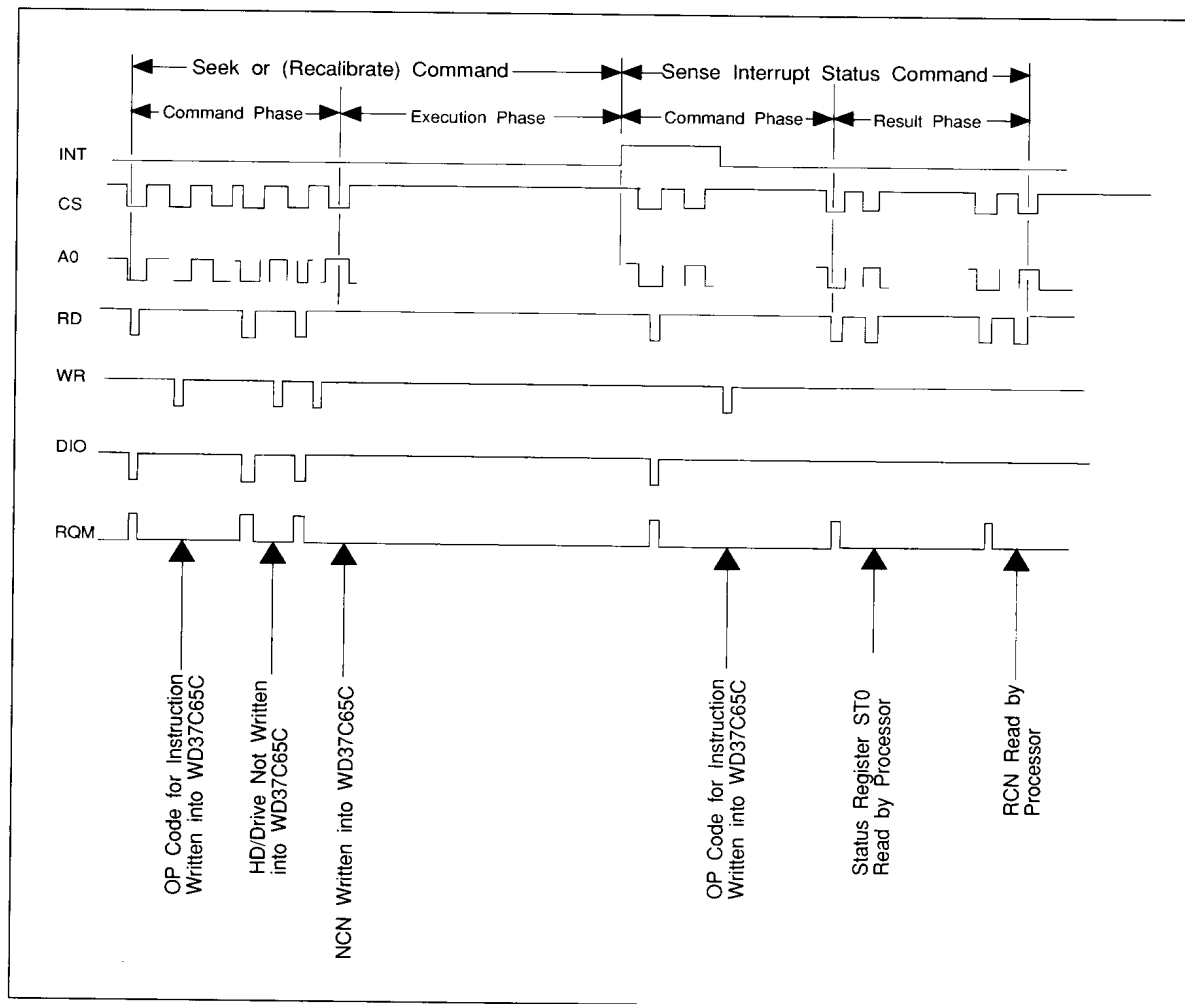 Seek or (Recalibrate) Command
Sense Interrupt Status Command
Command Phase
Execution Phase
Command Phase
Result Phase
INT
CS
A0
RD
WR
DIO
RQM
OP Code for Instruction
Written into WD37C65C
HD/Drive Not Written
into WD37C65C
NCN Written into WD37C65C
OP Code for Instruction
Written into WD37C65C
Status Register ST0
Read by Processor
RCN Read by
Processor